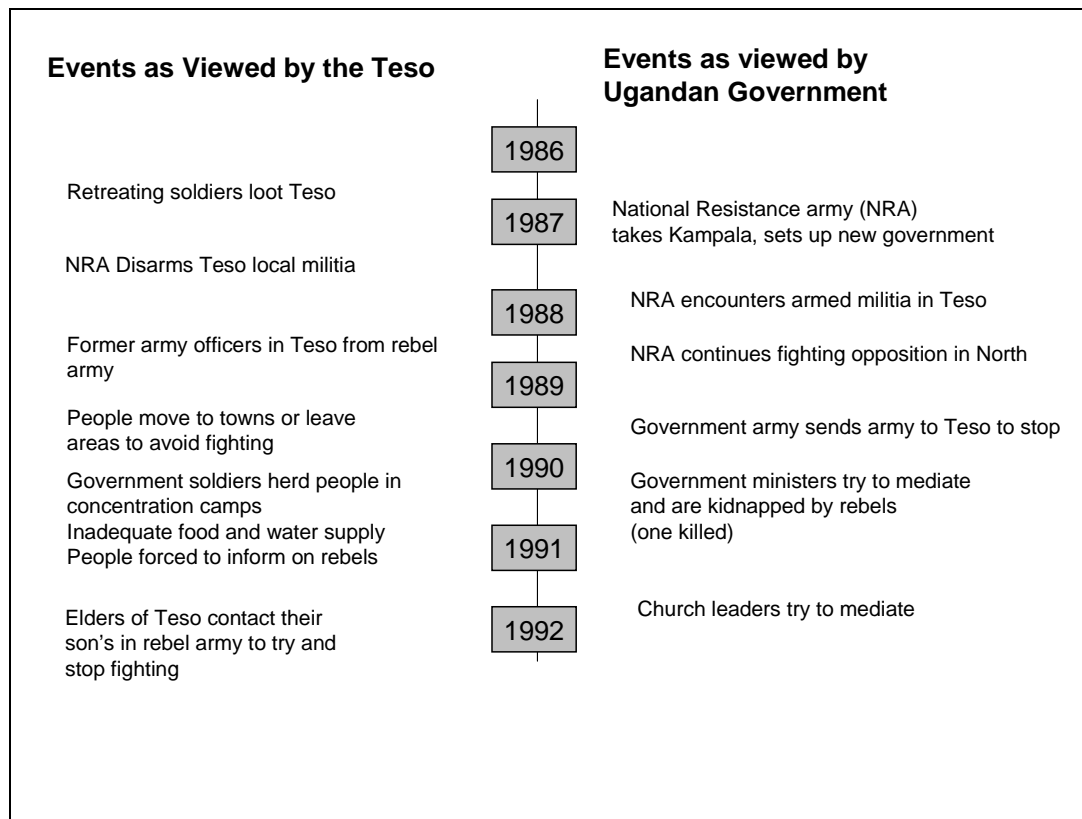 Events as Viewed by the Teso
Events as viewed by
Ugandan Government
1986
Retreating soldiers loot Teso
1987
National Resistance army (NRA)
takes Kampala, sets up new government
NRA Disarms Teso local militia
1988
NRA encounters armed militia in Teso
Former army officers in Teso from rebel
army
NRA continues fighting opposition in North
1989
People move to towns or leave
areas to avoid fighting
Government army sends army to Teso to stop
1990
Government soldiers herd people in
concentration camps
Inadequate food and water supply
People forced to inform on rebels
Government ministers try to mediate
and are kidnapped by rebels
(one killed)
1991
Elders of Teso contact their
son's in rebel army to try and
stop fighting
1992
Church leaders try to mediate